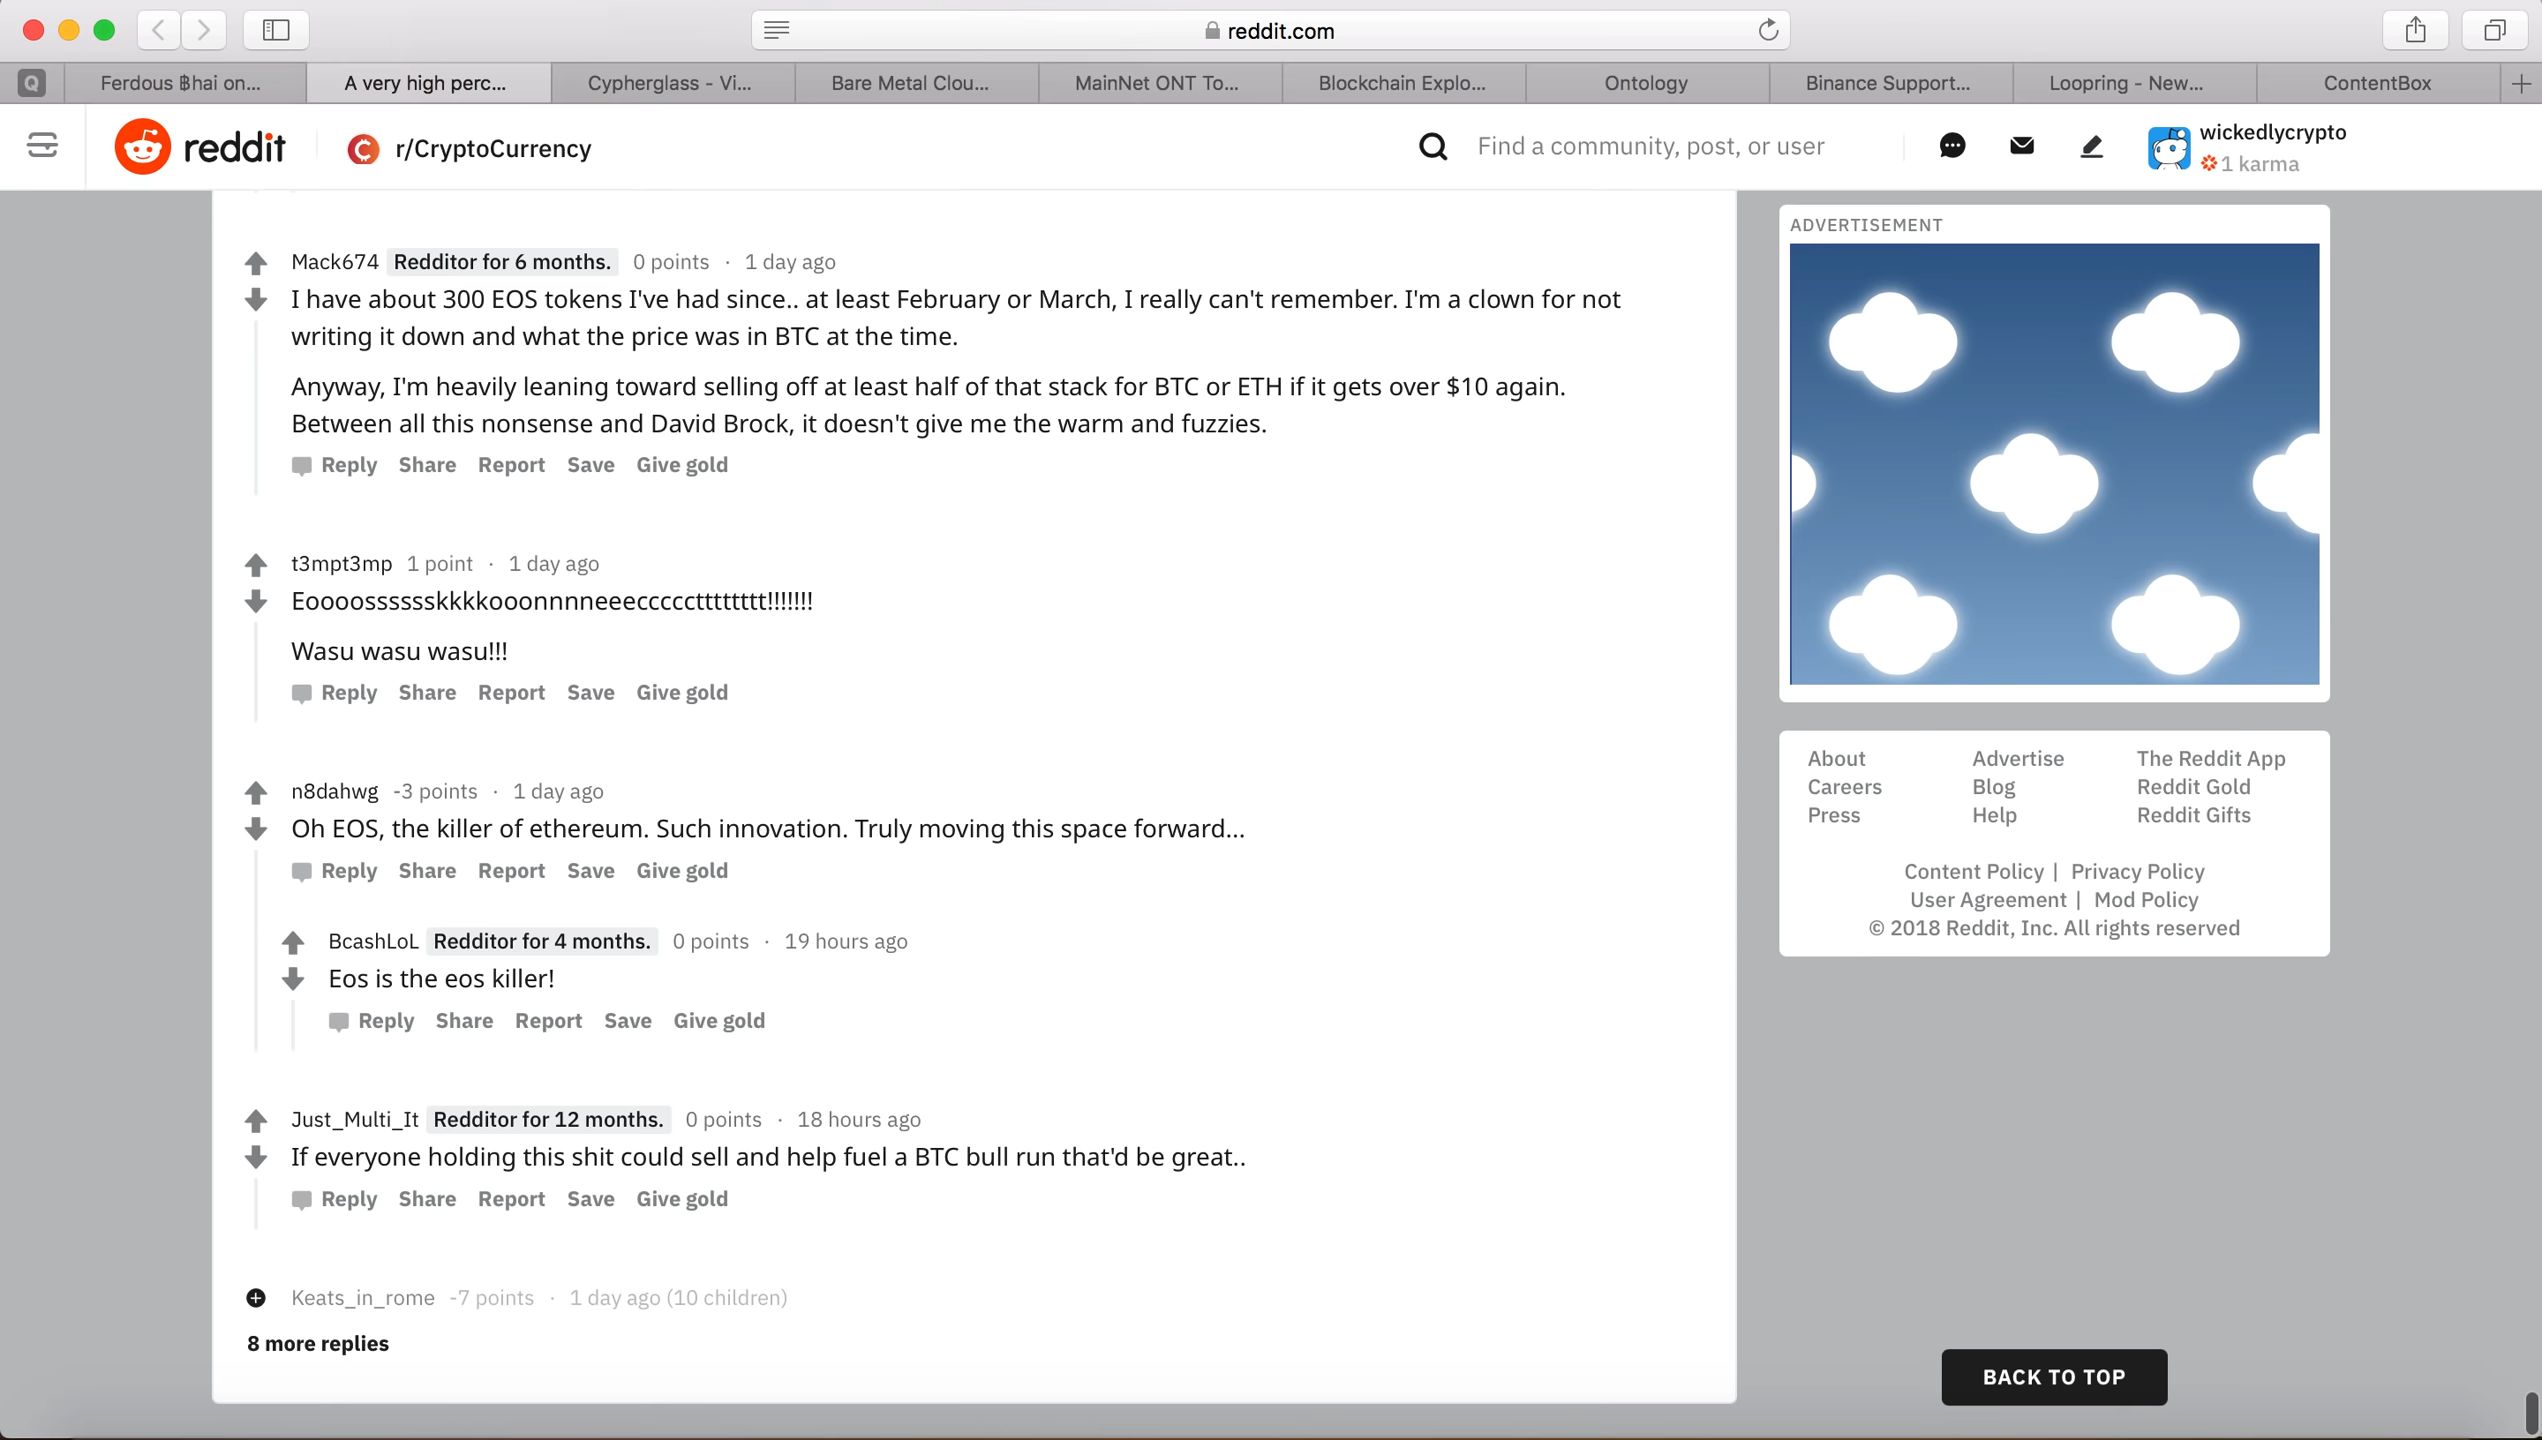 reddit.com
Q
Ferdous ฿hai on...
A very high perc...
Cypherglass - Vi...
Bare Metal Clou...
MainNet ONT To...
Blockchain Explo...
Ontology
Binance Support...
Loopring - New...
ContentBox
reddit
r/CryptoCurrency
Find a community, post, or user
wickedlycrypto
1 karma
Mack674 Redditor for 6 months. 0 points · 1 day ago
I have about 300 EOS tokens I've had since.. at least February or March, I really can't remember. I'm a clown for not
writing it down and what the price was in BTC at the time.
Anyway, I'm heavily leaning toward selling off at least half of that stack for BTC or ETH if it gets over $10 again.
Between all this nonsense and David Brock, it doesn't give me the warm and fuzzies.
Reply Share Report Save Give gold
t3mpt3mp 1 point · 1 day ago
Eoooosssssskkkkooonnnneeecccccttttttttt!!!!!!!
Wasu wasu wasu!!!
Reply Share Report Save Give gold
n8dahwg -3 points · 1 day ago
Oh EOS, the killer of ethereum. Such innovation. Truly moving this space forward...
Reply Share Report Save Give gold
BcashLoL Redditor for 4 months. 0 points · 19 hours ago
Eos is the eos killer!
Reply Share Report Save Give gold
Just_Multi_It Redditor for 12 months. 0 points · 18 hours ago
If everyone holding this shit could sell and help fuel a BTC bull run that'd be great..
Reply Share Report Save Give gold
Keats_in_rome -7 points · 1 day ago (10 children)
8 more replies
ADVERTISEMENT
About Advertise The Reddit App
Careers Blog Reddit Gold
Press Help Reddit Gifts
Content Policy | Privacy Policy
User Agreement | Mod Policy
© 2018 Reddit, Inc. All rights reserved
BACK TO TOP